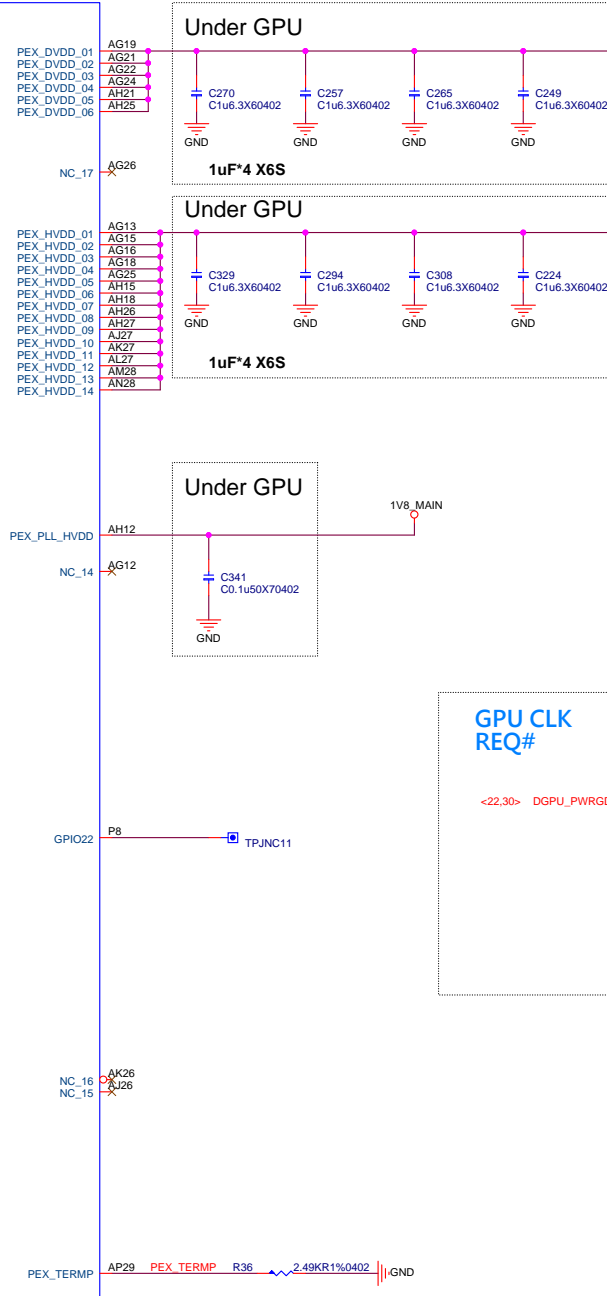 Under GPU
PEX_DVDD_01 AG19
PEX_DVDD_02 AG21
PEX_DVDD_03 AG22
PEX_DVDD_04 AG24
PEX_DVDD_05 AH21
PEX_DVDD_06 AH25
C270 C257 C265 C249
C1u6.3X60402 C1u6.3X60402 C1u6.3X60402 C1u6.3X60402
GND GND GND GND
NC_17 AG26
1uF*4 X6S
Under GPU
PEX_HVDD_01 AG13
PEX_HVDD_02 AG15
PEX_HVDD_03 AG16
PEX_HVDD_04 AG18
PEX_HVDD_05 AG25
PEX_HVDD_06 AH15
PEX_HVDD_07 AH18
PEX_HVDD_08 AH26
PEX_HVDD_09 AH27
PEX_HVDD_10 AJ27
PEX_HVDD_11 AK27
PEX_HVDD_12 AL27
PEX_HVDD_13 AM28
PEX_HVDD_14 AN28
C329 C294 C308 C224
C1u6.3X60402 C1u6.3X60402 C1u6.3X60402 C1u6.3X60402
GND GND GND GND
1uF*4 X6S
Under GPU
1V8_MAIN
PEX_PLL_HVDD AH12
NC_14 AG12
C341
C0.1u50X70402
GND
GPU CLK
REQ#
<22,30> DGPU_PWRGD
GPIO22 P8
TPJNC11
NC_16 AK26
NC_15 AJ26
PEX_TERMP AP29 PEX_TERMP R36 2.49KR1%0402 GND